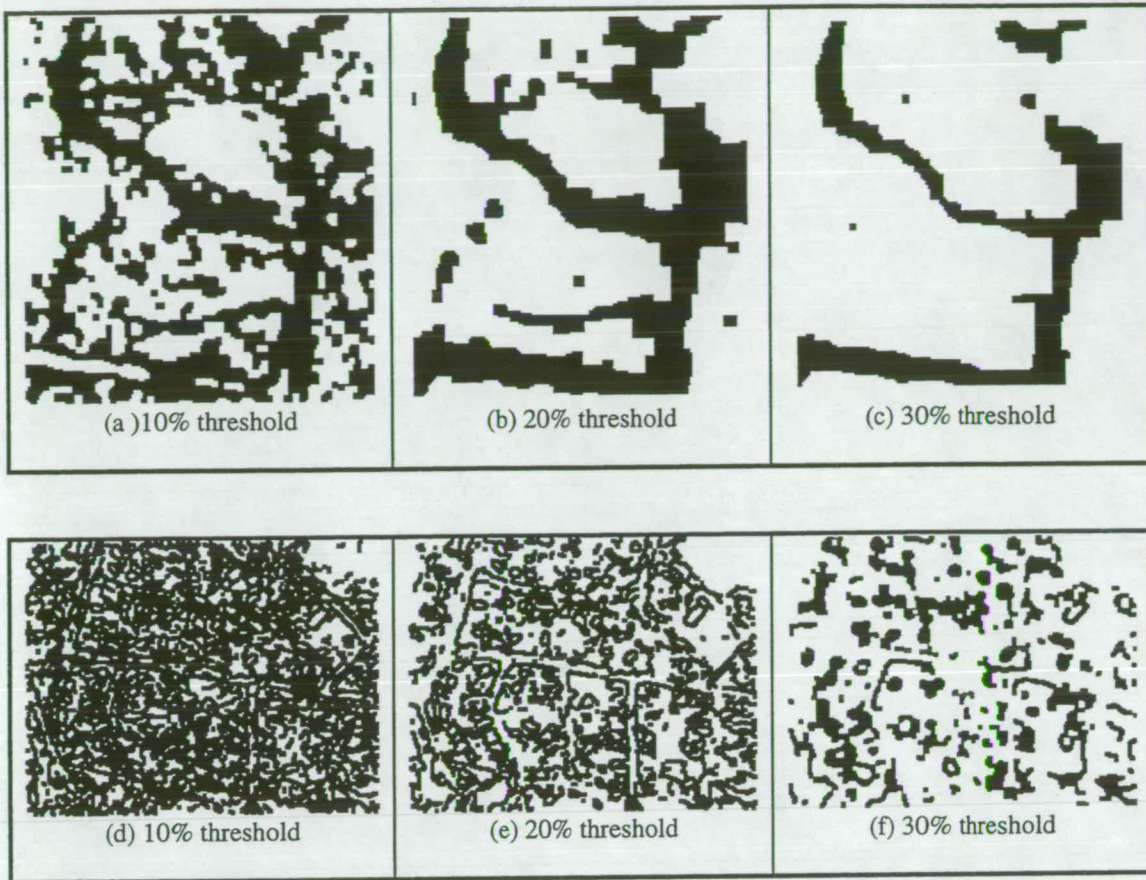 (a )10% threshold
(b) 20% threshold
(c) 30% threshold
(d) 10% threshold
(e) 20% threshold
(f) 30% threshold